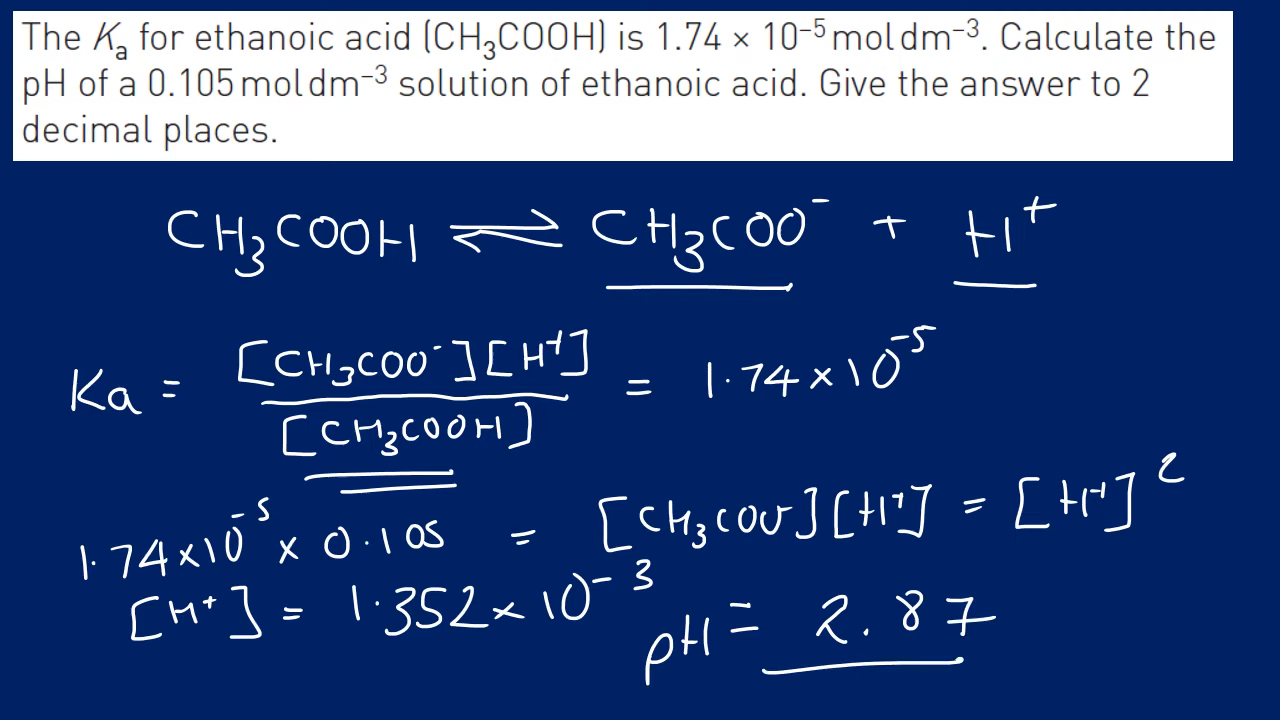 The Kₐ for ethanoic acid (CH₃COOH) is 1.74 × 10⁻⁵ mol dm⁻³. Calculate the
pH of a 0.105 mol dm⁻³ solution of ethanoic acid. Give the answer to 2
decimal places.
CH₃COOH ⇌ CH₃COO⁻ + H⁺
Ka = [CH₃COO⁻][H⁺] / [CH₃COOH] = 1.74 × 10⁻⁵
1.74 × 10⁻⁵ × 0.105 = [CH₃COO⁻][H⁺] = [H⁺]²
[H⁺] = 1.352 × 10⁻³
pH = 2.87